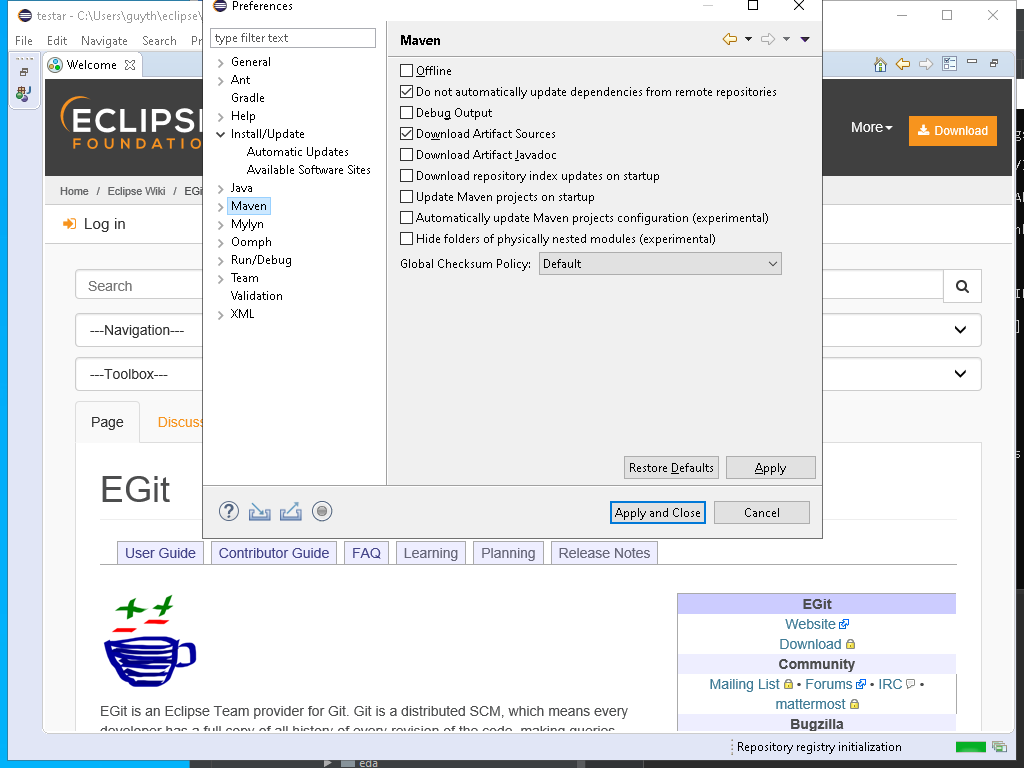 testar - C:\Users\guyth\eclipse\
Preferences
File Edit Navigate Search
Welcome
type filter text
Maven
General
Ant
Gradle
Help
Install/Update
Automatic Updates
Available Software Sites
Java
Maven
Mylyn
Oomph
Run/Debug
Team
Validation
XML
Offline
Do not automatically update dependencies from remote repositories
Debug Output
Download Artifact Sources
Download Artifact Javadoc
Download repository index updates on startup
Update Maven projects on startup
Automatically update Maven projects configuration (experimental)
Hide folders of physically nested modules (experimental)
Global Checksum Policy: Default
Restore Defaults Apply
Apply and Close Cancel
ECLIPS
FOUNDATIO
More Download
Home / Eclipse Wiki / EGi
Log in
Search
---Navigation---
---Toolbox---
Page Discuss
EGit
User Guide Contributor Guide FAQ Learning Planning Release Notes
EGit is an Eclipse Team provider for Git. Git is a distributed SCM, which means every
developer has a full copy of all history of every revision of the code, making queries
EGit
Website
Download
Community
Mailing List • Forums • IRC •
mattermost
Bugzilla
Repository registry initialization
eda